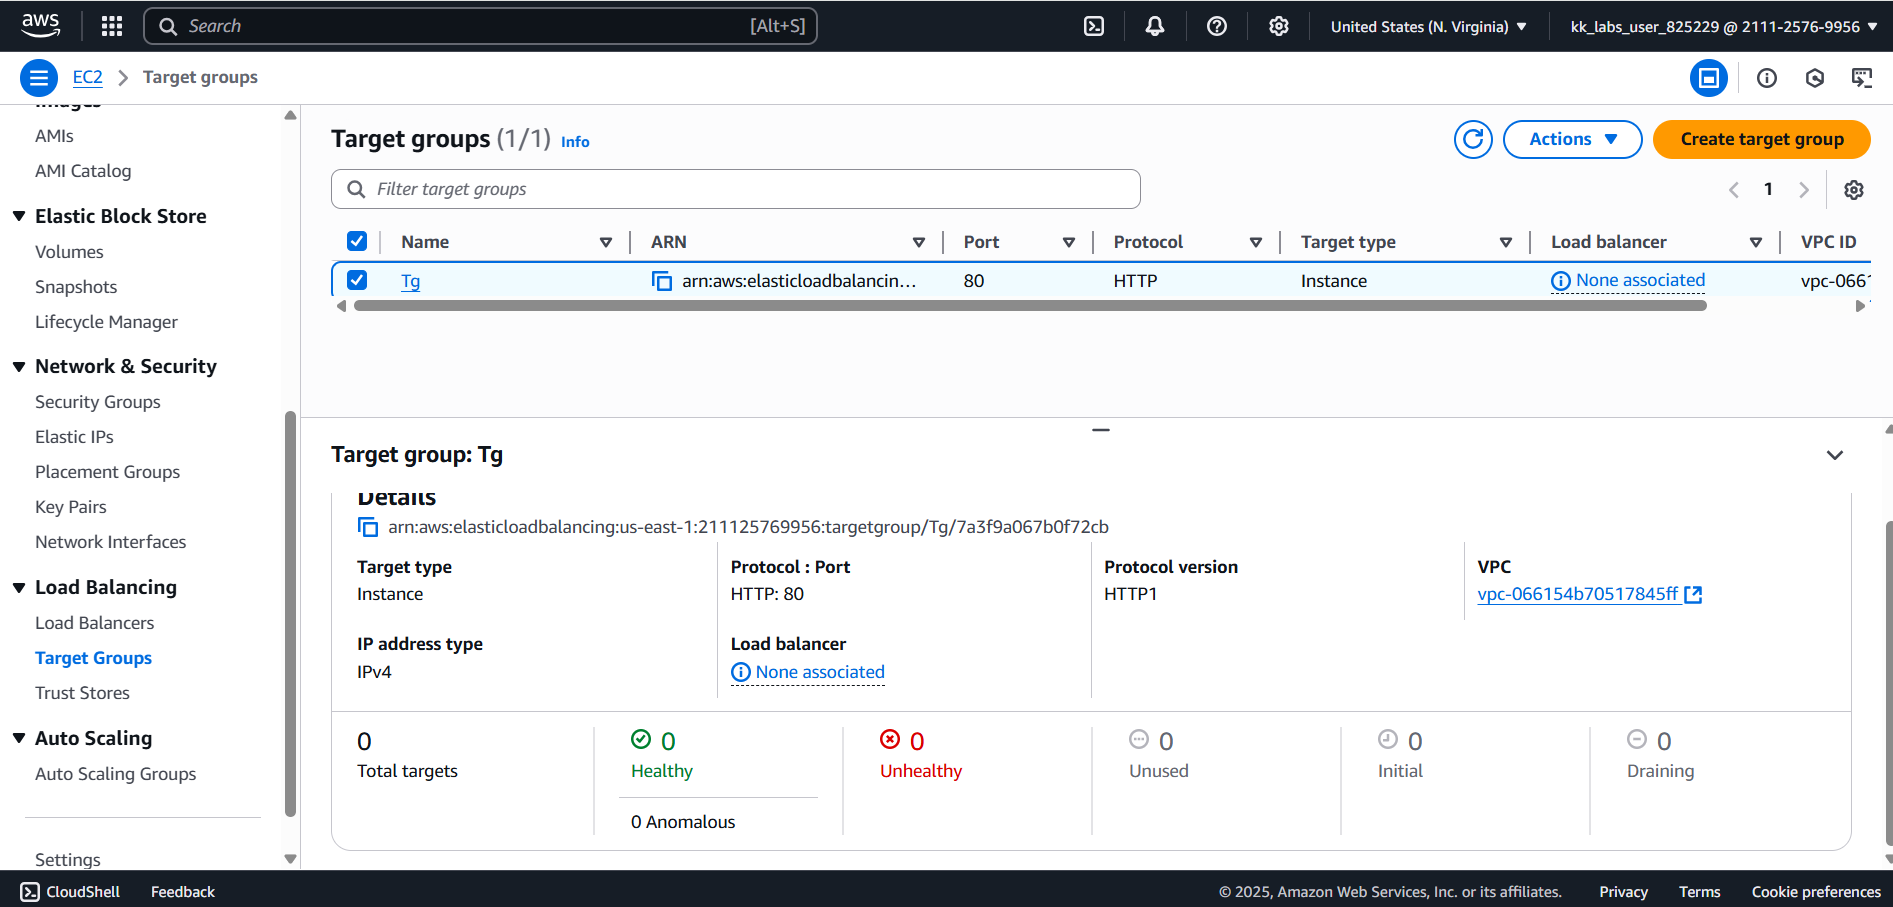 aws
Search
[Alt+S]
United States (N. Virginia)
kk_labs_user_825229 @ 2111-2576-9956
EC2
Target groups
Images
AMIs
AMI Catalog
Elastic Block Store
Volumes
Snapshots
Lifecycle Manager
Network & Security
Security Groups
Elastic IPs
Placement Groups
Key Pairs
Network Interfaces
Load Balancing
Load Balancers
Target Groups
Trust Stores
Auto Scaling
Auto Scaling Groups
Settings
Target groups (1/1) Info
Actions
Create target group
Filter target groups
1
Name ARN Port Protocol Target type Load balancer VPC ID
Tg arn:aws:elasticloadbalancin… 80 HTTP Instance None associated vpc-0661
Target group: Tg
Details
arn:aws:elasticloadbalancing:us-east-1:211125769956:targetgroup/Tg/7a3f9a067b0f72cb
Target type Protocol : Port Protocol version VPC
Instance HTTP: 80 HTTP1 vpc-066154b70517845ff
IP address type Load balancer
IPv4 None associated
0 0 0 0 0 0
Total targets Healthy Unhealthy Unused Initial Draining
0 Anomalous
CloudShell Feedback © 2025, Amazon Web Services, Inc. or its affiliates. Privacy Terms Cookie preferences